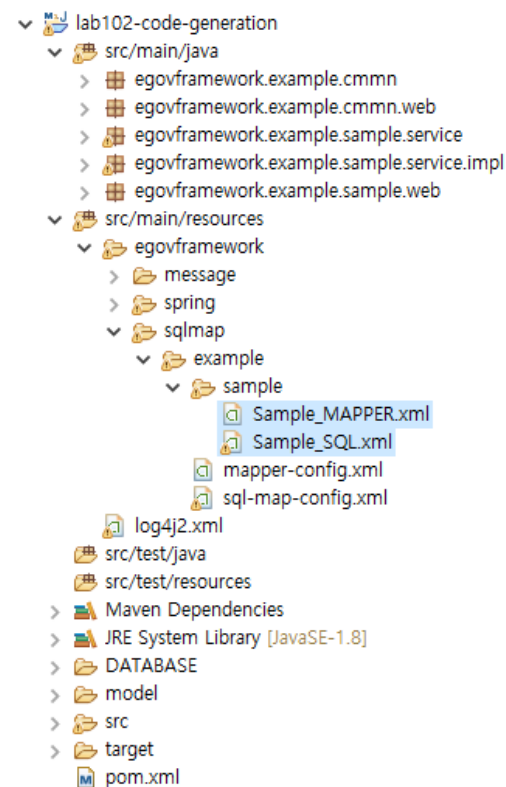 lab102-code-generation
src/main/java
egovframework.example.cmmn
egovframework.example.cmmn.web
egovframework.example.sample.service
egovframework.example.sample.service.impl
egovframework.example.sample.web
src/main/resources
egovframework
message
spring
sqlmap
example
sample
Sample_MAPPER.xml
Sample_SQL.xml
mapper-config.xml
sql-map-config.xml
log4j2.xml
src/test/java
src/test/resources
Maven Dependencies
JRE System Library [JavaSE-1.8]
DATABASE
model
src
target
pom.xml